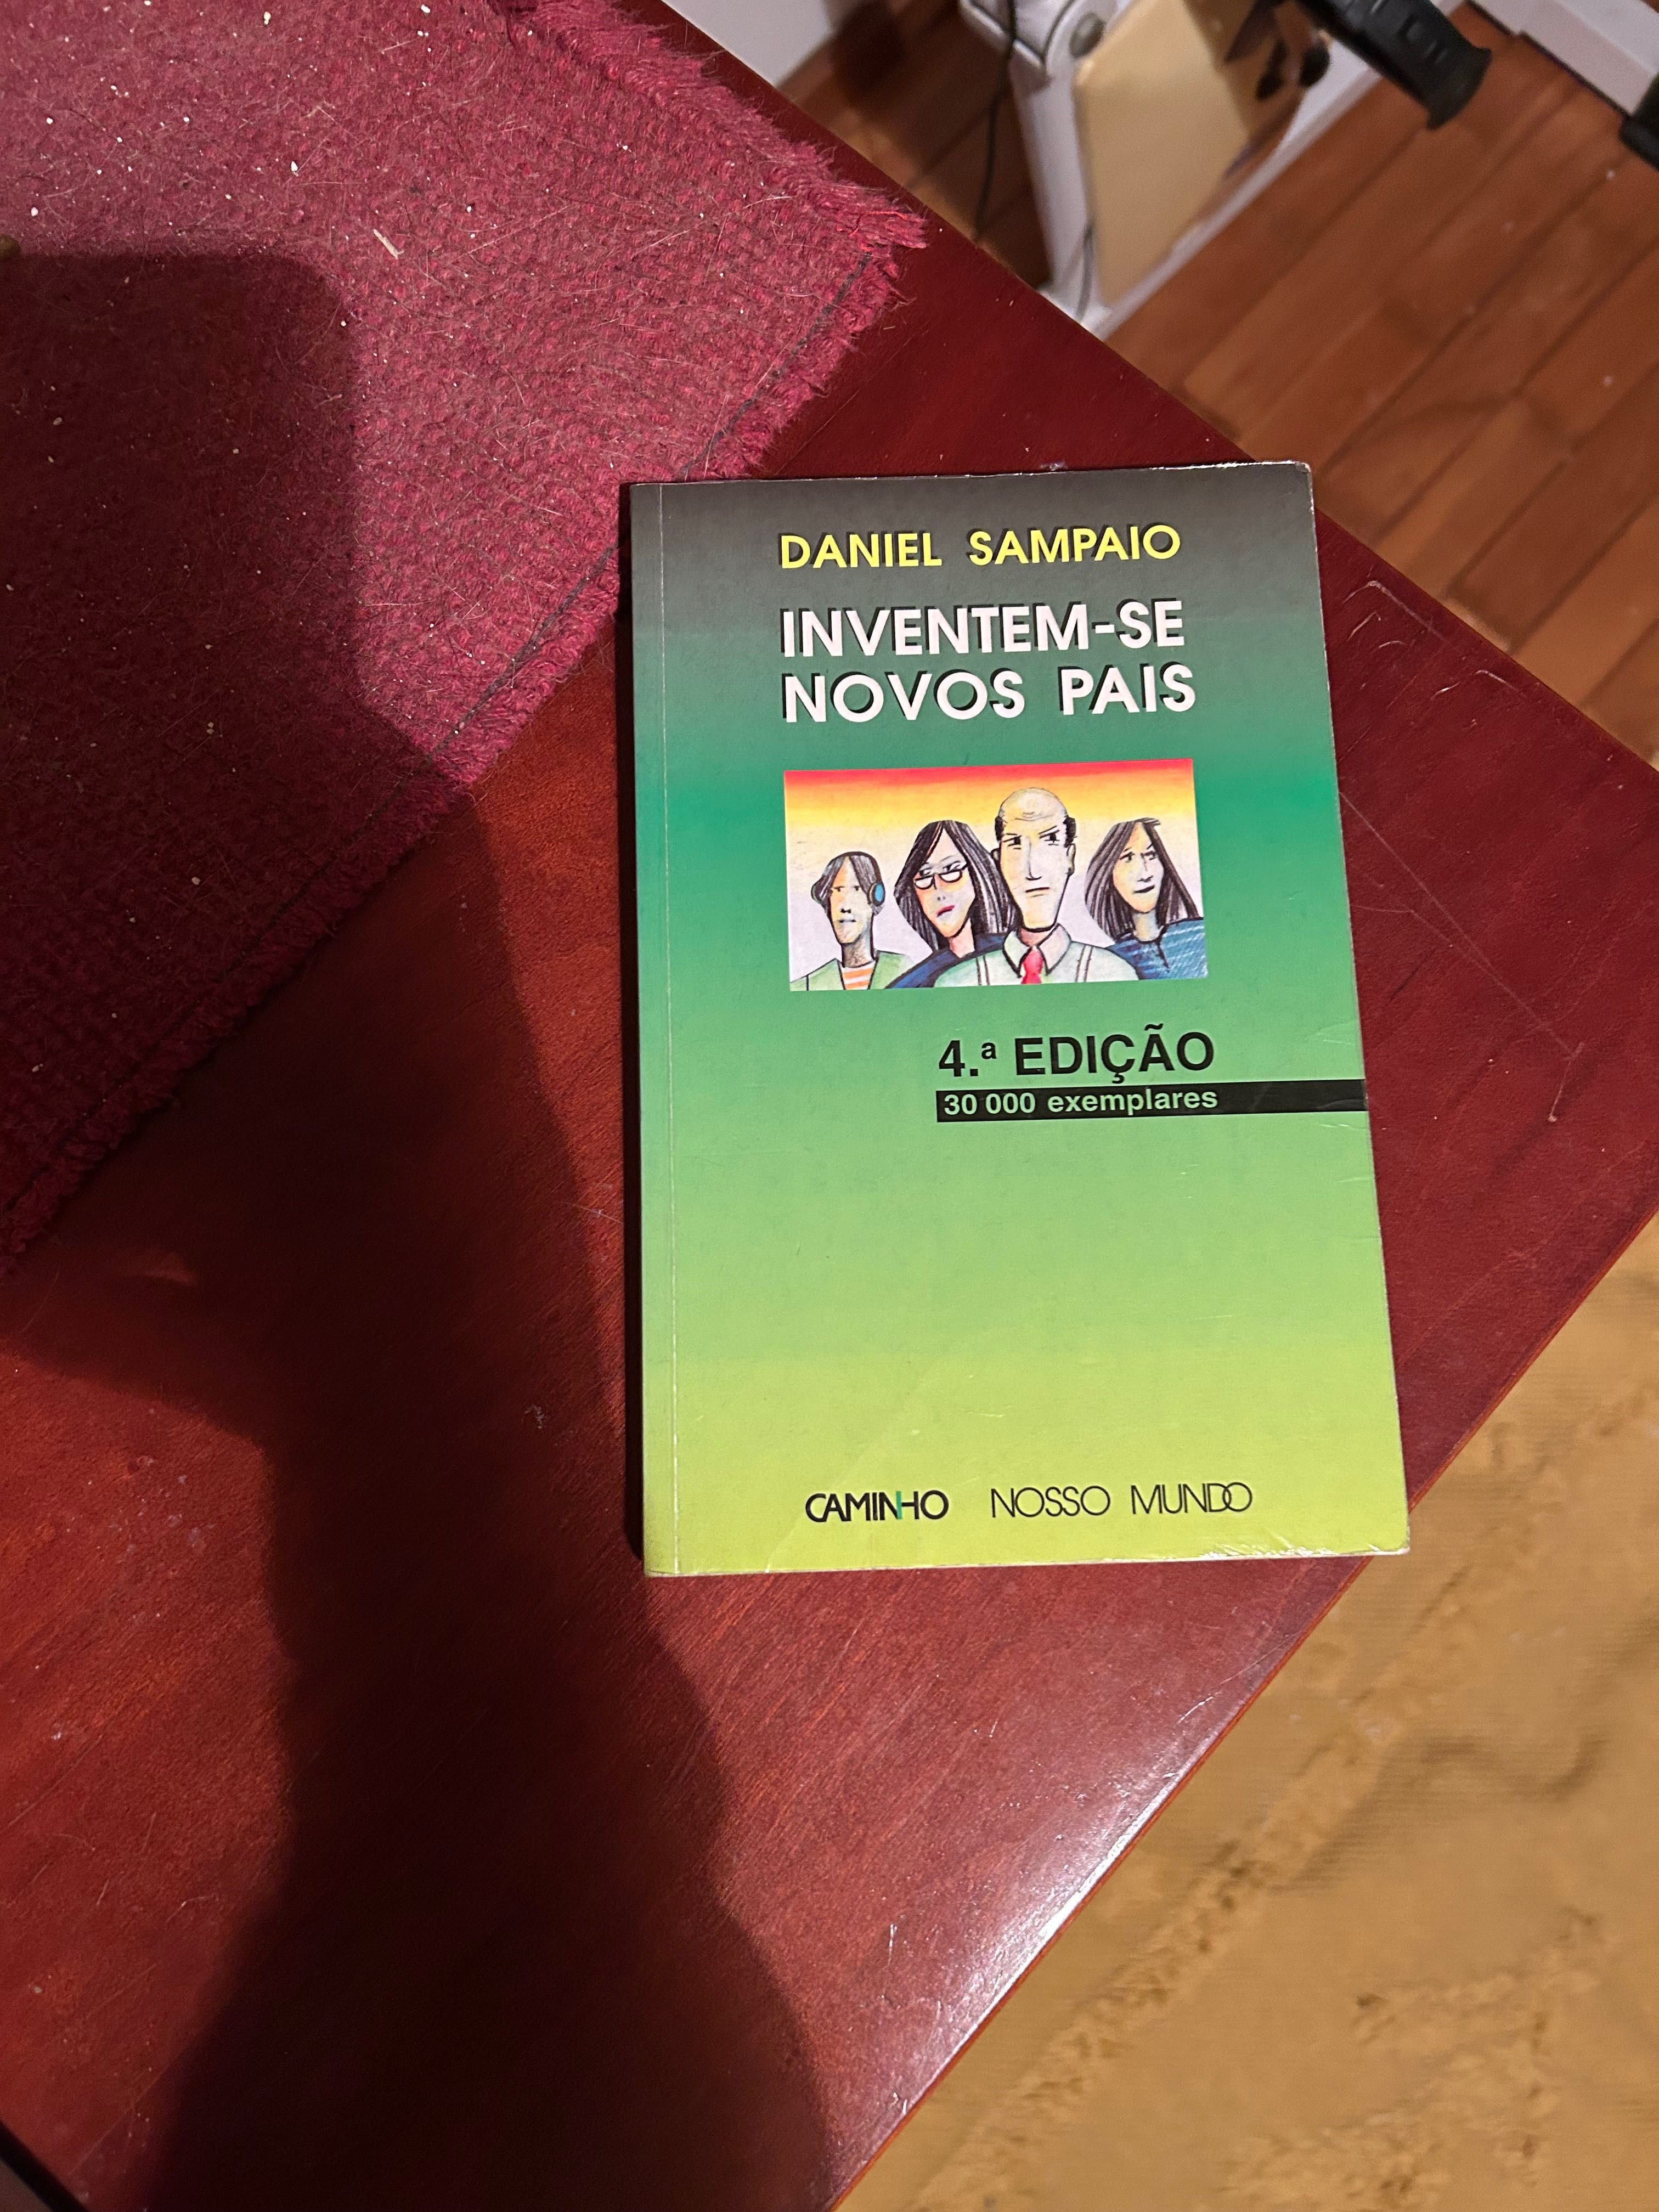 DANIEL SAMPAIO
INVENTEM-SE
NOVOS PAIS
4.ª EDIÇÃO
30 000 exemplares
CAMINHO NOSSO MUNDO